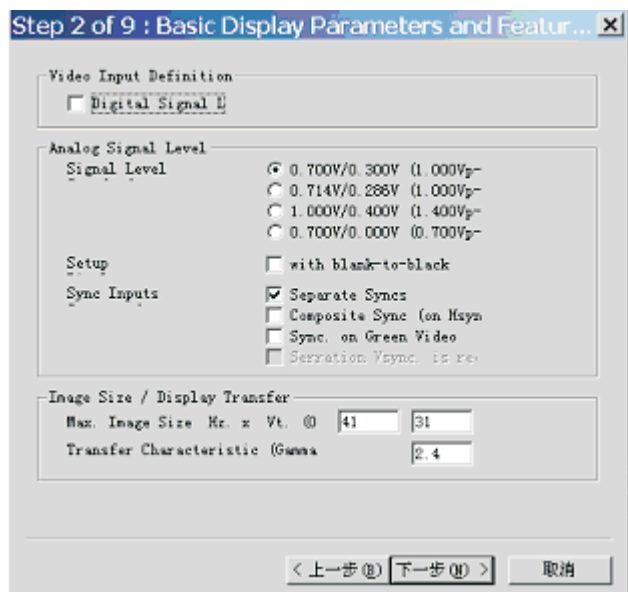 Step 2 of 9 : Basic Display Parameters and Featur...
Video Input Definition
Digital Signal L
Analog Signal Level
Signal Level
0.700V/0.300V (1.000Vp-
0.714V/0.286V (1.000Vp-
1.000V/0.400V (1.400Vp-
0.700V/0.000V (0.700Vp-
Setup
with blank-to-black
Sync Inputs
Separate Syncs
Composite Sync (on Hsyn
Sync. on Green Video
Serration Vsync. is re
Image Size / Display Transfer
Max. Image Size Hz. x Vt. 41 31
Transfer Characteristic (Gamma 2.4
< 上一步(B) 下一步(N) > 取消